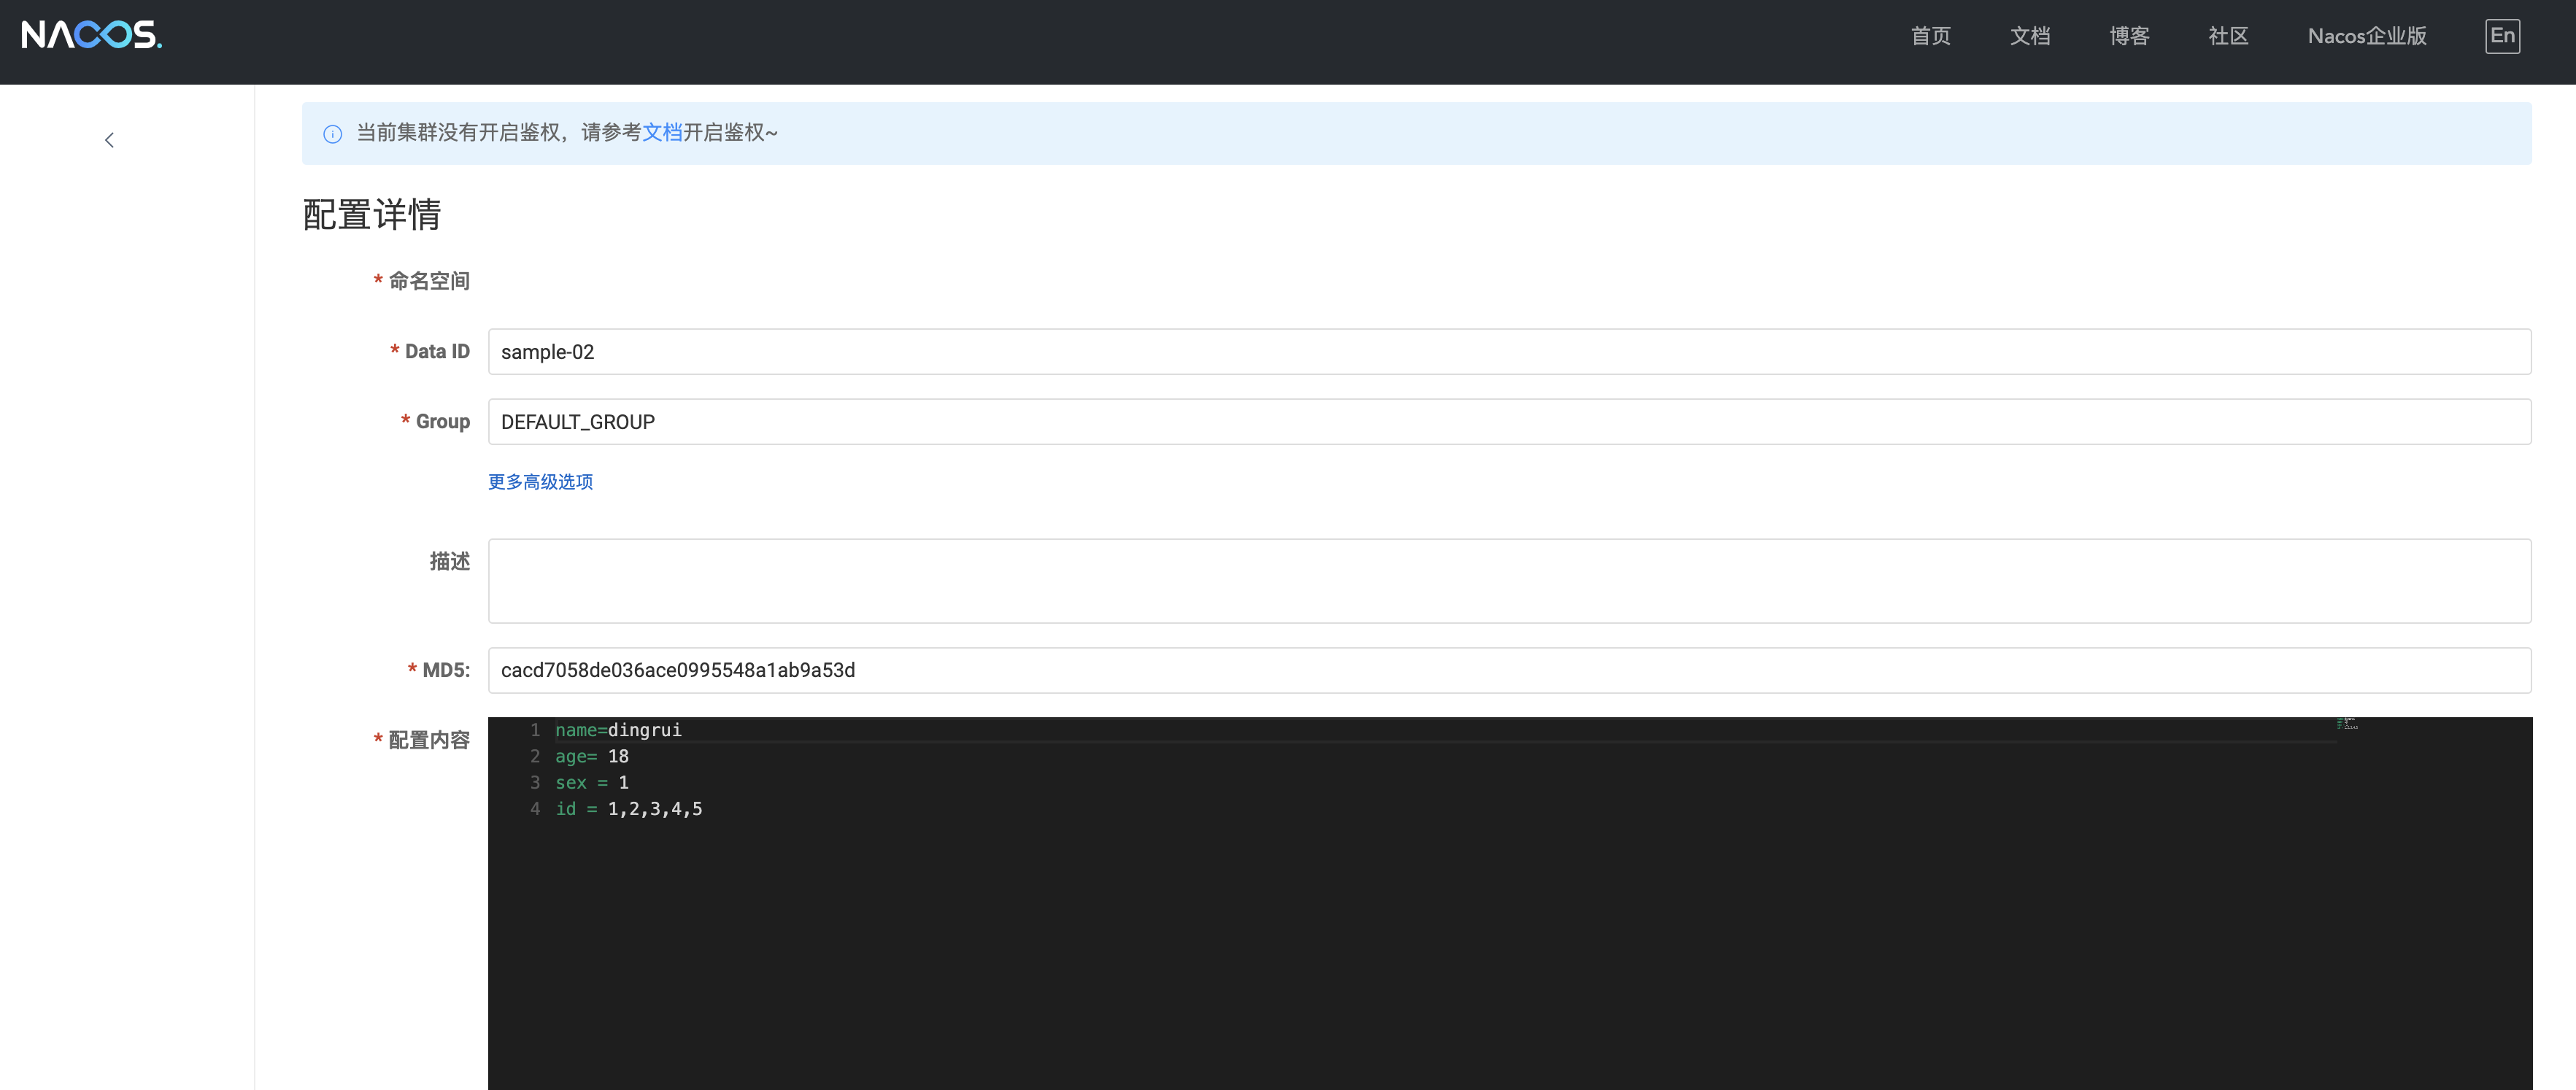 NACOS.
首页 文档 博客 社区 Nacos企业版 En
当前集群没有开启鉴权，请参考文档开启鉴权~
配置详情
* 命名空间
* Data ID sample-02
* Group DEFAULT_GROUP
更多高级选项
描述
* MD5: cacd7058de036ace0995548a1ab9a53d
* 配置内容
1 name=dingrui
2 age= 18
3 sex = 1
4 id = 1,2,3,4,5